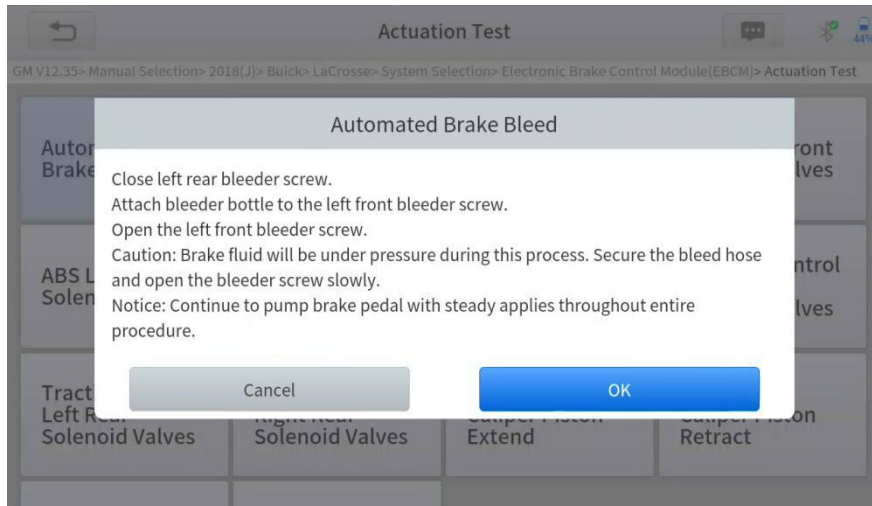 Actuation Test
44%
GM V12.35> Manual Selection> 2018(J)> Buick> LaCrosse> System Selection> Electronic Brake Control Module(EBCM)> Actuation Test
Automated Brake Bleed
Brake
Close left rear bleeder screw.
Attach bleeder bottle to the left front bleeder screw.
Open the left front bleeder screw.
Caution: Brake fluid will be under pressure during this process. Secure the bleed hose
and open the bleeder screw slowly.
Notice: Continue to pump brake pedal with steady applies throughout entire
procedure.
ABS
Cancel
OK
Left
Solenoid Valves
Solenoid Valves
Extend
Retract